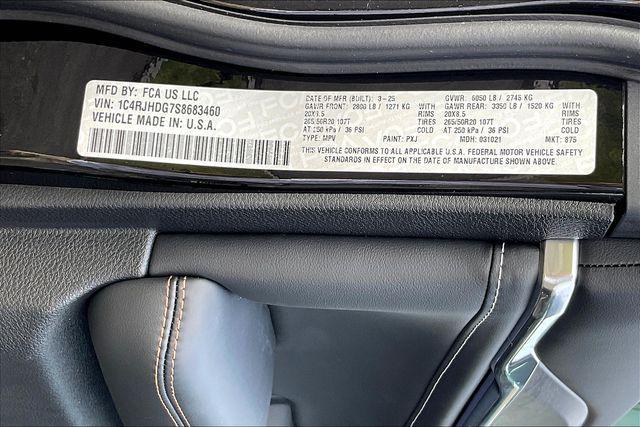 MFD BY: FCA US LLC
VIN: 1C4RJHDG7S8683460
VEHICLE MADE IN: U.S.A.
DATE OF MFR (BUILT): 3-25
GVWR: 6050 LB / 2745 KG
GAWR FRONT: 2800 LB / 1271 KG
GAWR REAR: 3350 LB / 1520 KG
20X8.5 RIMS
20X8.5 RIMS
265/50R20 107T TIRES
265/50R20 107T TIRES
AT 250 kPa / 36 PSI
AT 250 kPa / 36 PSI
TYPE: MPV PAINT: PXJ MDH: 031021 MKT: 875
THIS VEHICLE CONFORMS TO ALL APPLICABLE U.S.A. FEDERAL MOTOR VEHICLE SAFETY
STANDARDS IN EFFECT ON THE DATE OF MANUFACTURE SHOWN ABOVE.